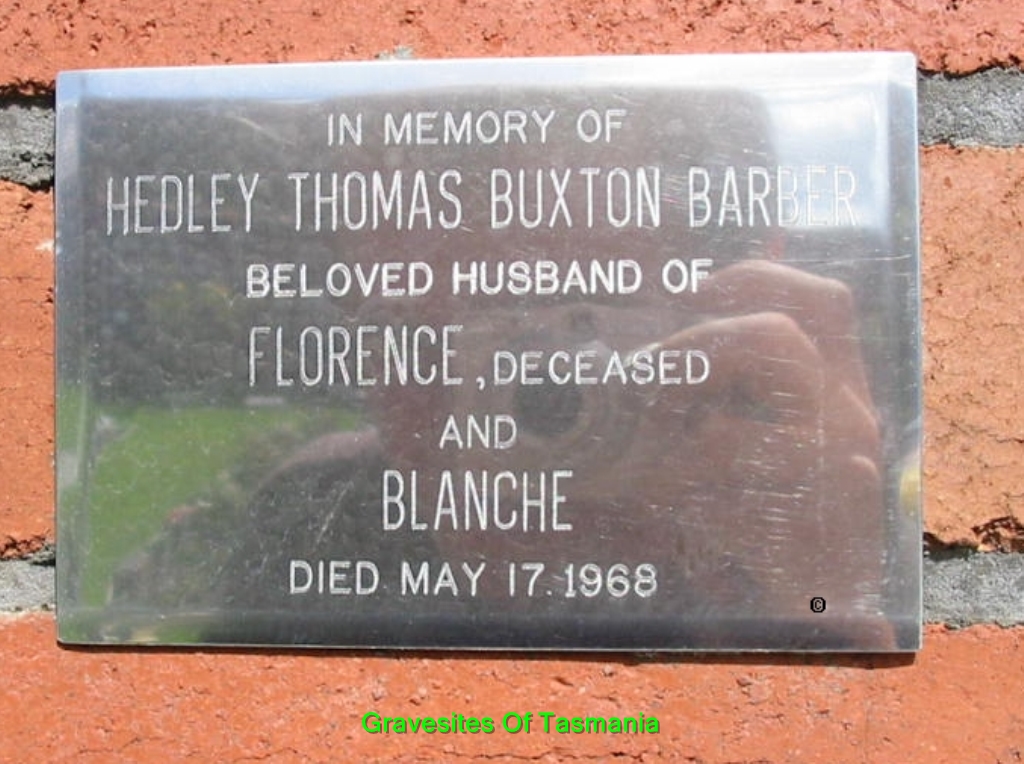 IN MEMORY OF
HEDLEY THOMAS BUXTON BARBER
BELOVED HUSBAND OF
FLORENCE, DECEASED
AND
BLANCHE
DIED MAY 17. 1968
©
Gravesites Of Tasmania